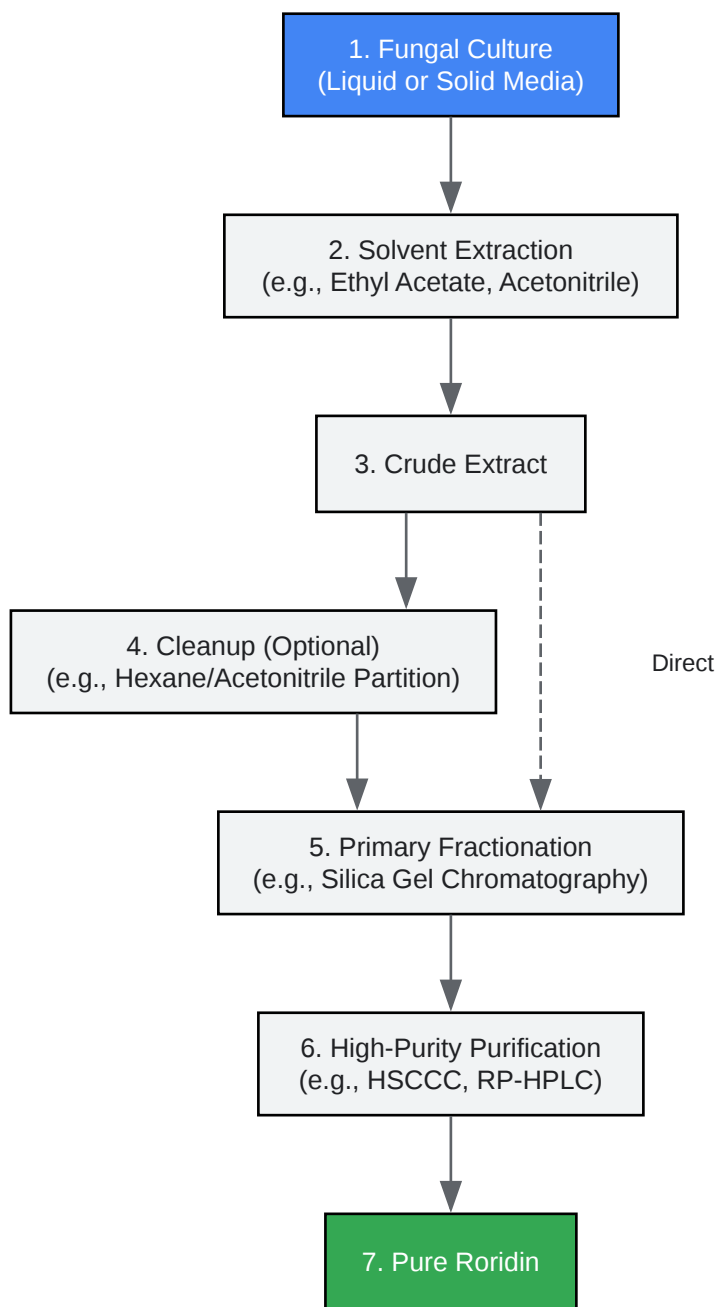 1. Fungal Culture
(Liquid or Solid Media)
2. Solvent Extraction
(e.g., Ethyl Acetate, Acetonitrile)
3. Crude Extract
4. Cleanup (Optional)
(e.g., Hexane/Acetonitrile Partition)
Direct
5. Primary Fractionation
(e.g., Silica Gel Chromatography)
6. High-Purity Purification
(e.g., HSCCC, RP-HPLC)
7. Pure Roridin